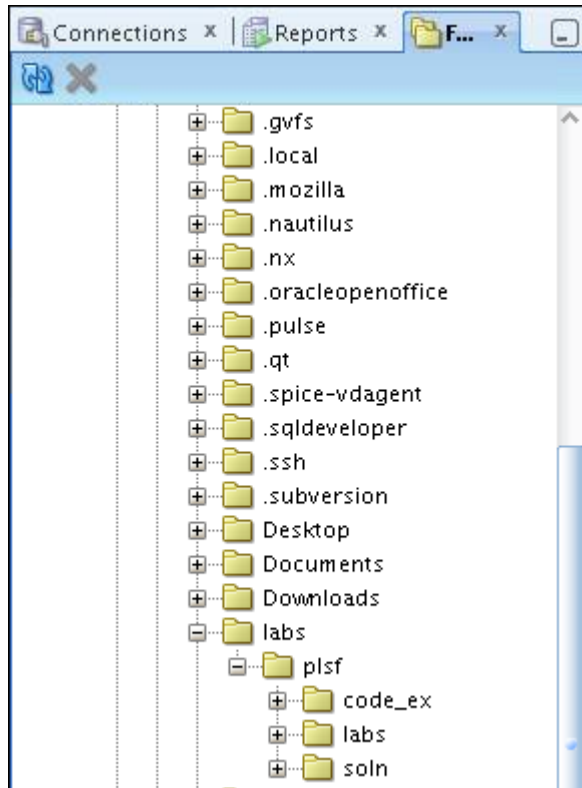 Connections x Reports x F... x
.gvfs
.local
.mozilla
.nautilus
.nx
.oracleopenoffice
.pulse
.qt
.spice-vdagent
.sqldeveloper
.ssh
.subversion
Desktop
Documents
Downloads
labs
plsf
code_ex
labs
soln